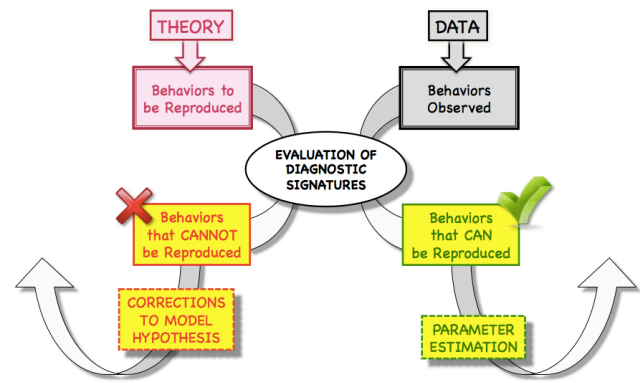 THEORY
DATA
Behaviors to
be Reproduced
Behaviors
Observed
EVALUATION OF
DIAGNOSTIC
SIGNATURES
Behaviors
that CANNOT
be Reproduced
Behaviors
that CAN
be Reproduced
CORRECTIONS
TO MODEL
HYPOTHESIS
PARAMETER
ESTIMATION